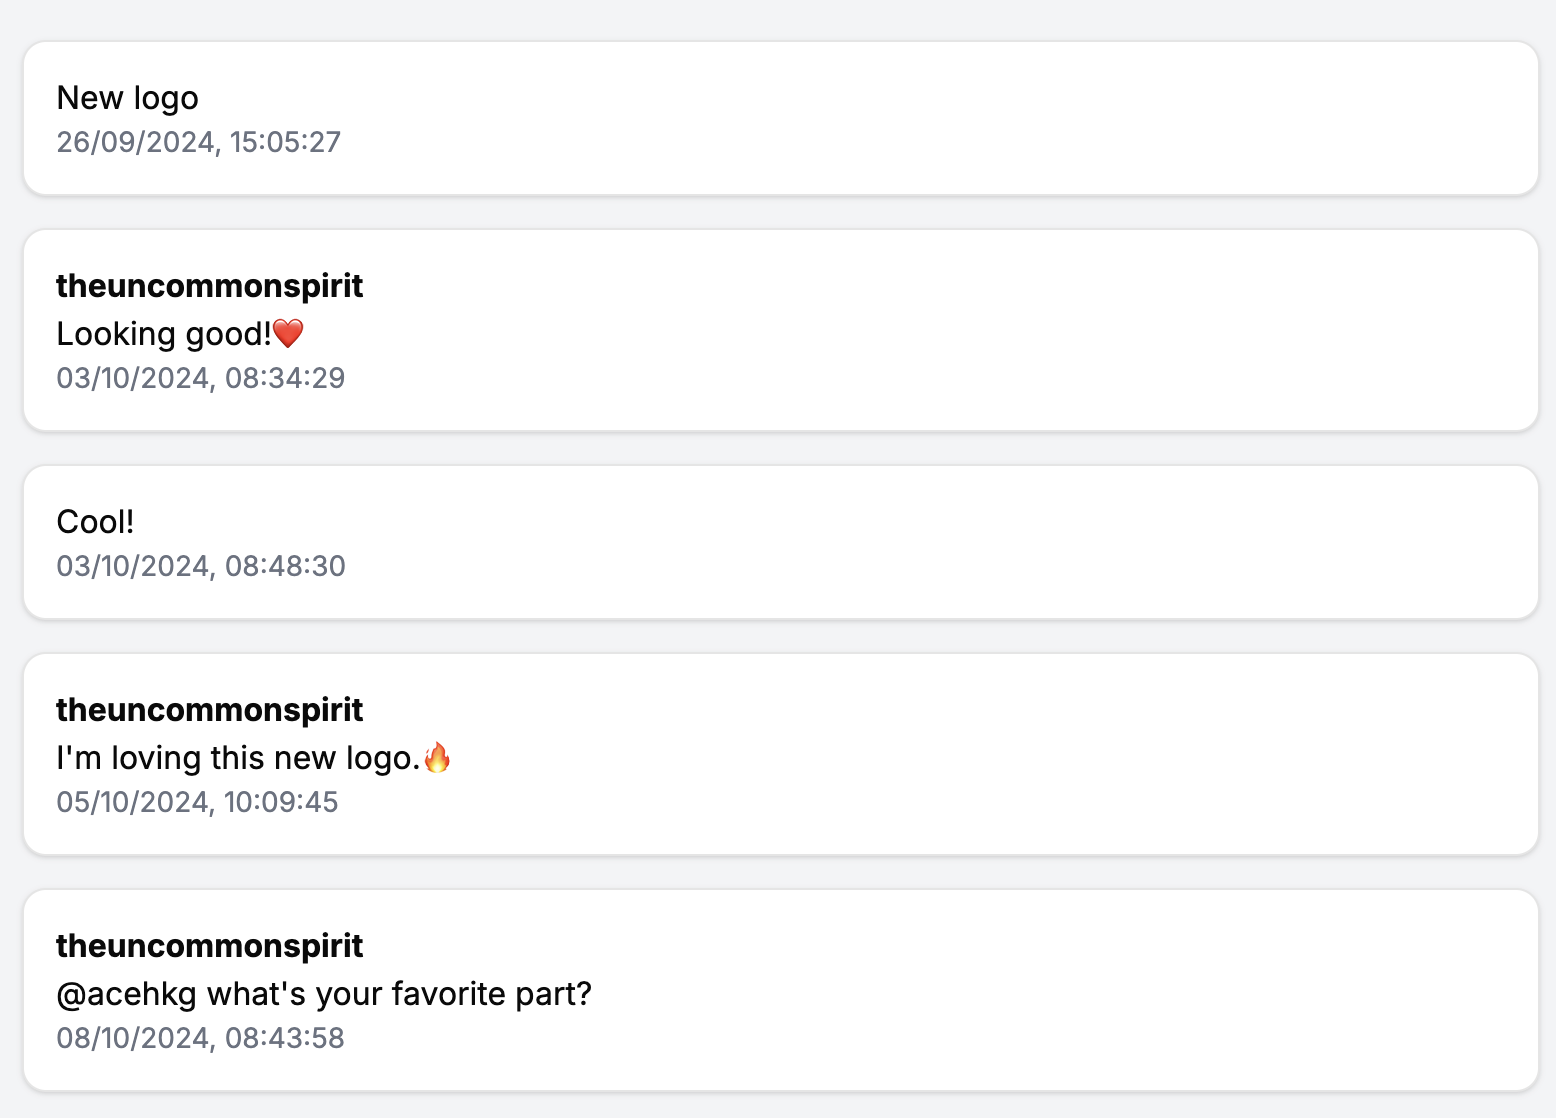 New logo
26/09/2024, 15:05:27
theuncommonspirit
Looking good!❤️
03/10/2024, 08:34:29
Cool!
03/10/2024, 08:48:30
theuncommonspirit
I'm loving this new logo.🔥
05/10/2024, 10:09:45
theuncommonspirit
@acehkg what's your favorite part?
08/10/2024, 08:43:58